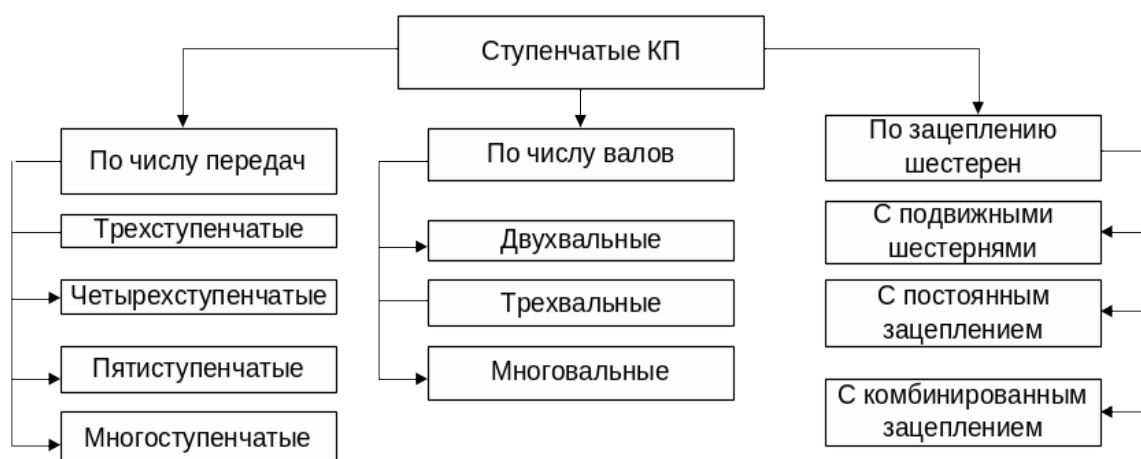 Ступенчатые КП
По числу передач
Трехступенчатые
Четырехступенчатые
Пятиступенчатые
Многоступенчатые
По числу валов
Двухвальные
Трехвальные
Многовальные
По зацеплению
шестерен
С подвижными
шестернями
С постоянным
зацеплением
С комбинированным
зацеплением